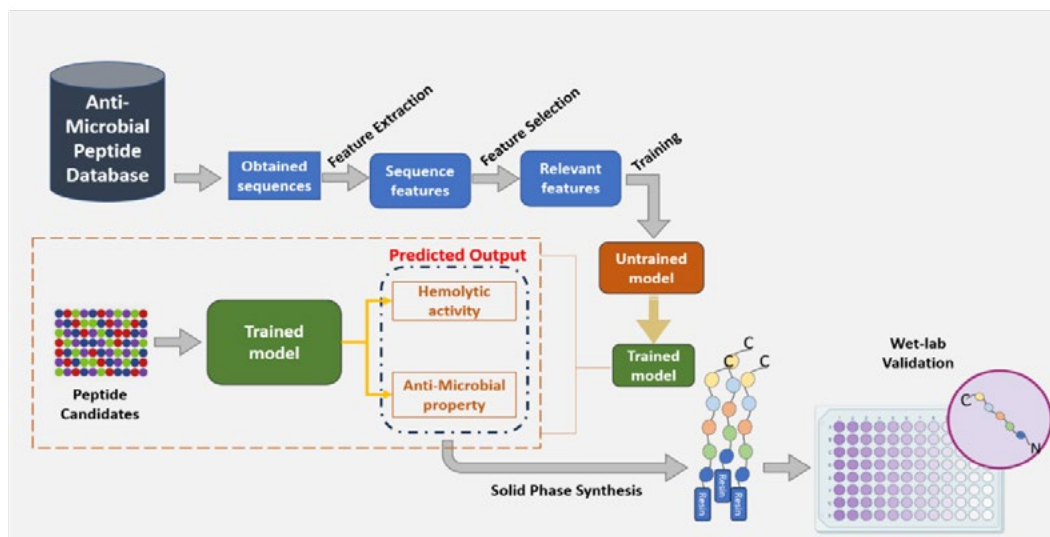 Anti-
Microbial
Peptide
Database
Obtained
sequences
Feature Extraction
Sequence
features
Feature Selection
Relevant
features
Training
Untrained
model
Trained
model
Predicted Output
Hemolytic
activity
Anti-Microbial
property
Trained
model
Peptide
Candidates
Solid Phase Synthesis
C
C
C
Resin
Resin
Resin
Wet-lab
Validation
C
N